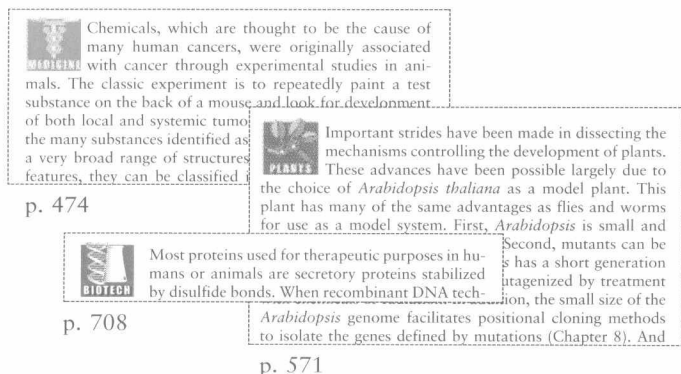 Chemicals, which are thought to be the cause of
many human cancers, were originally associated
MEDICINE with cancer through experimental studies in ani-
mals. The classic experiment is to repeatedly paint a test
substance on the back of a mouse and look for development
of both local and systemic tumo
the many substances identified as
a very broad range of structures
features, they can be classified i
p. 474
Important strides have been made in dissecting the
mechanisms controlling the development of plants.
PLANTS These advances have been possible largely due to
the choice of Arabidopsis thaliana as a model plant. This
plant has many of the same advantages as flies and worms
for use as a model system. First, Arabidopsis is small and
Second, mutants can be
s has a short generation
utagenized by treatment
ion, the small size of the
Arabidopsis genome facilitates positional cloning methods
to isolate the genes defined by mutations (Chapter 8). And
p. 571
Most proteins used for therapeutic purposes in hu-
mans or animals are secretory proteins stabilized
BIOTECH by disulfide bonds. When recombinant DNA tech-
p. 708